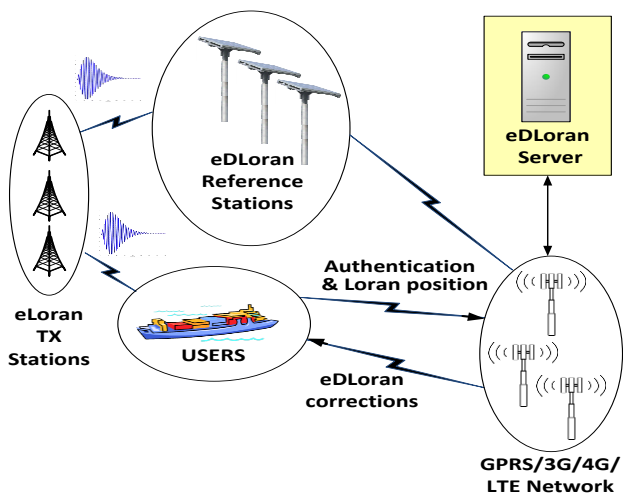 eDLoran
Reference
Stations
eDLoran
Server
Authentication
& Loran position
eLoran
TX
Stations
USERS
eDLoran
corrections
GPRS/3G/4G/
LTE Network